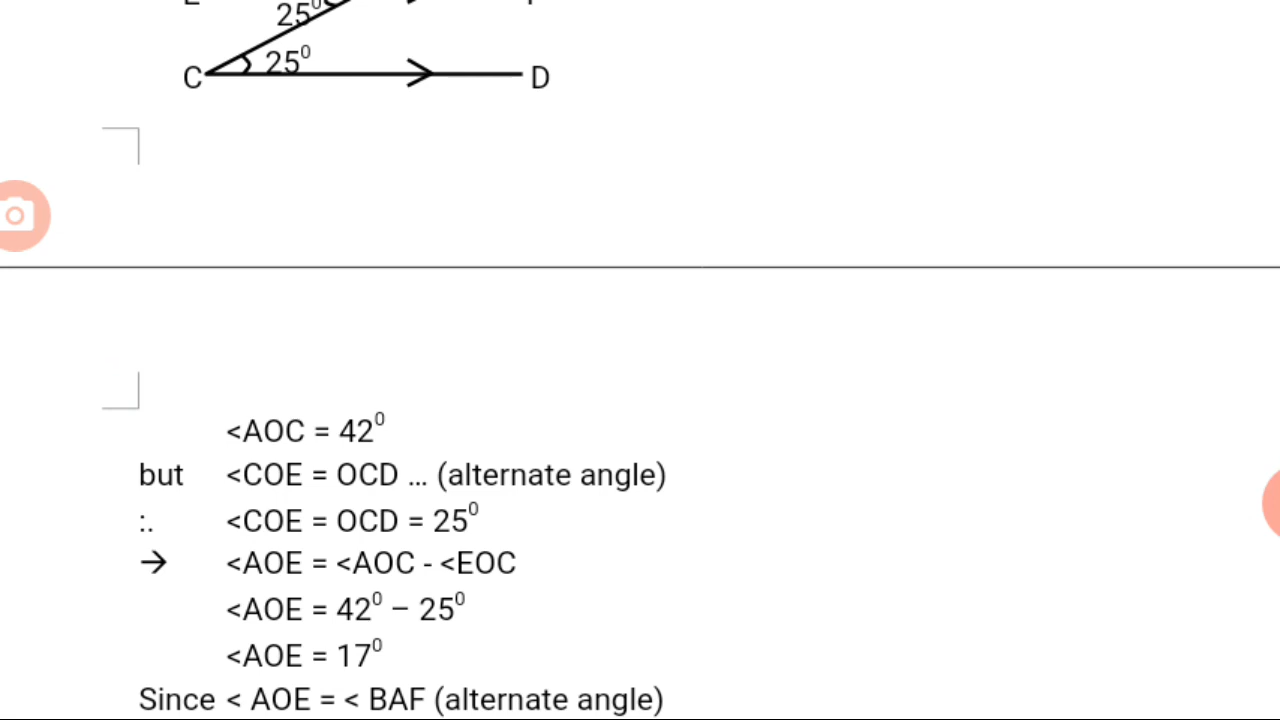 25⁰
C 25⁰ D
<AOC = 42⁰
but <COE = OCD ... (alternate angle)
:. <COE = OCD = 25⁰
→ <AOE = <AOC - <EOC
<AOE = 42⁰ – 25⁰
<AOE = 17⁰
Since < AOE = < BAF (alternate angle)